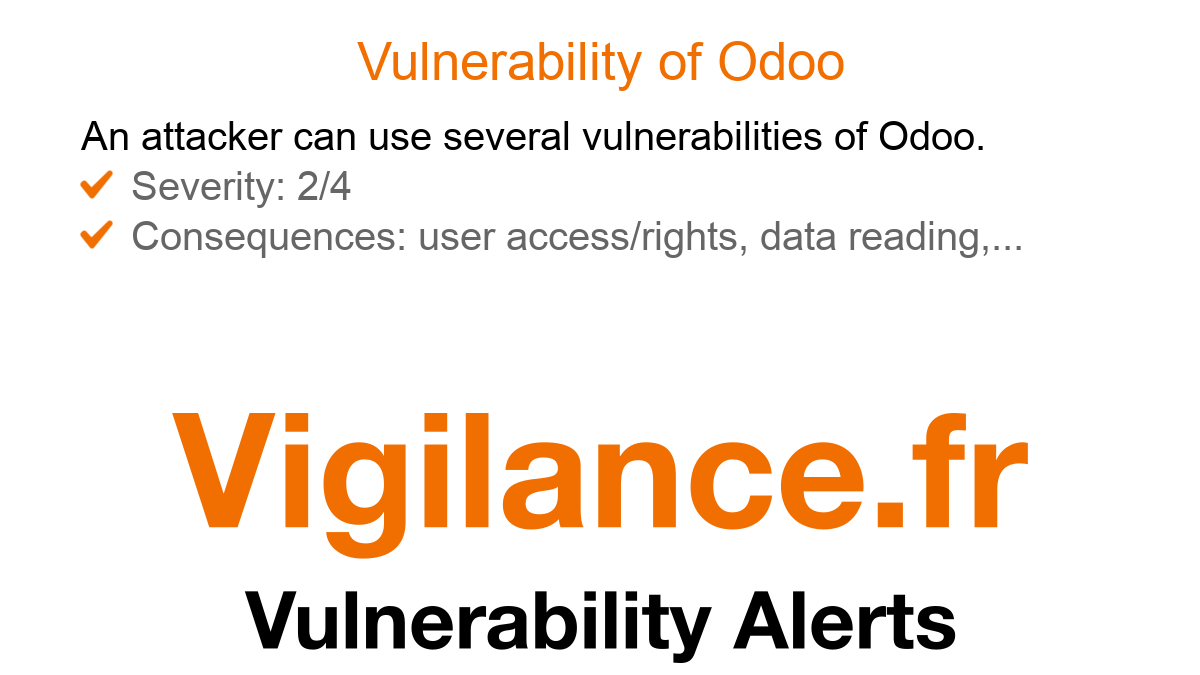 Vulnerability of Odoo
An attacker can use several vulnerabilities of Odoo.
Severity: 2/4
Consequences: user access/rights, data reading,...
Vigilance.fr
Vulnerability Alerts